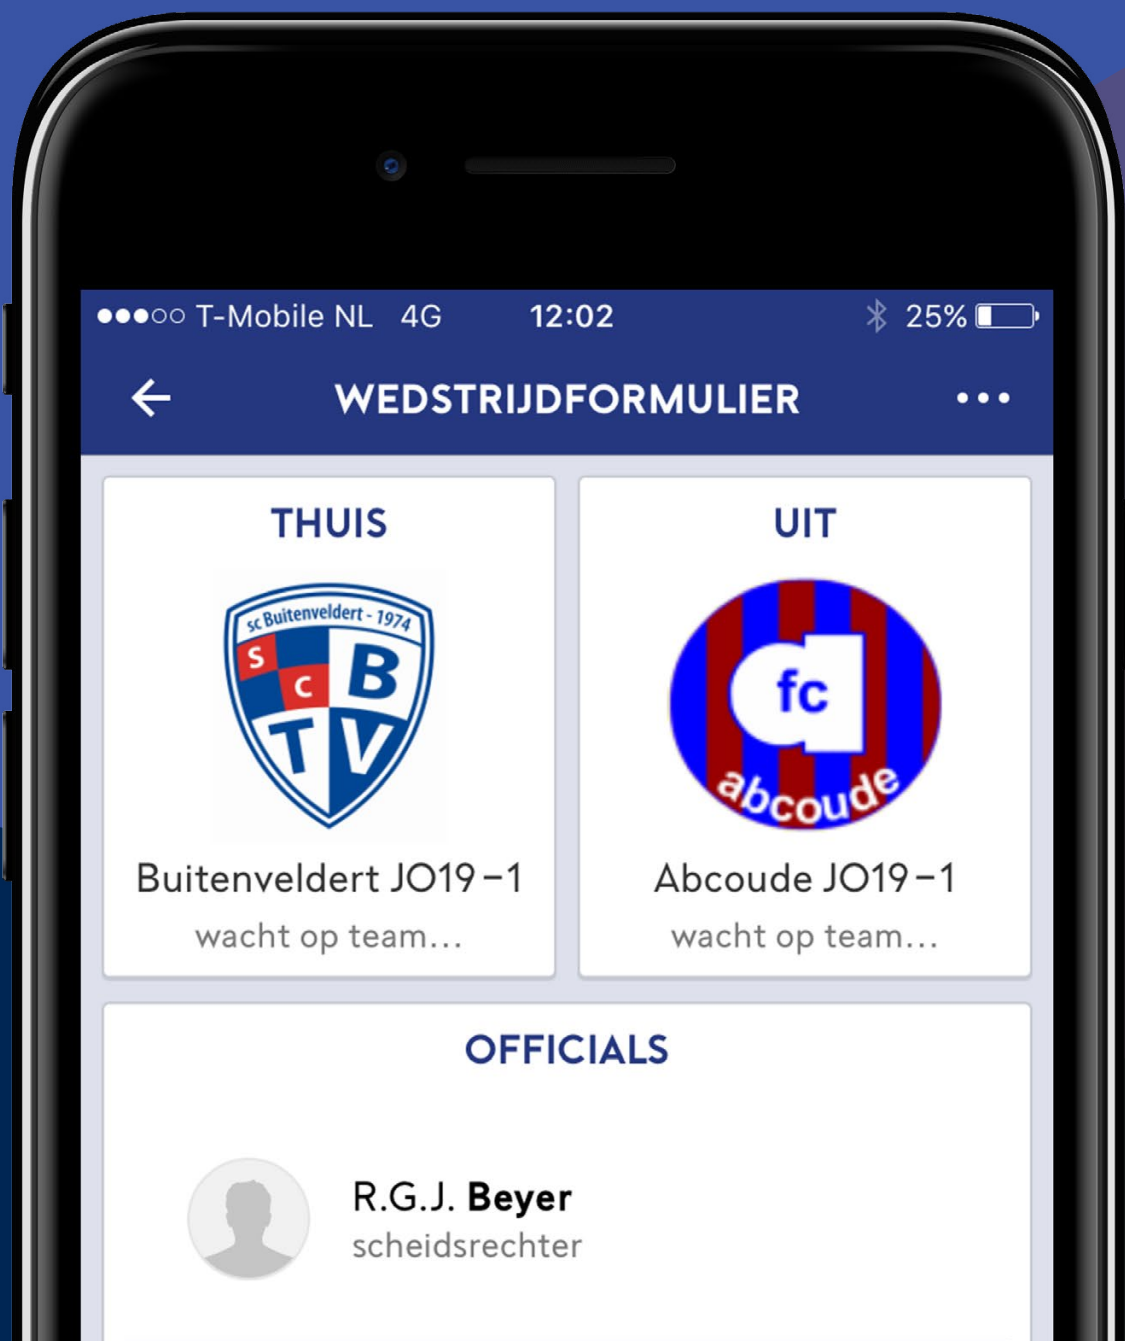 T-Mobile NL 4G 12:02 25%
WEDSTRIJDFORMULIER
THUIS
sc Buitenveldert - 1974
S
B
C
T V
Buitenveldert JO19-1
wacht op team...
UIT
fc
a
abcoude
Abcoude JO19-1
wacht op team...
OFFICIALS
R.G.J. Beyer
scheidsrechter